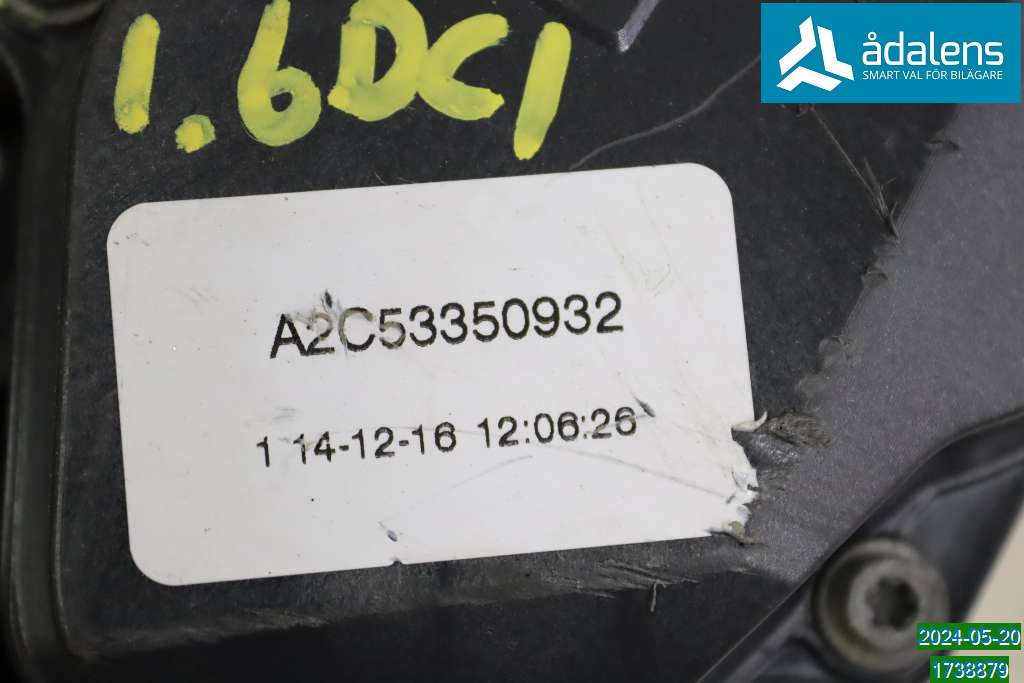 1.6DCI
ådalens
SMART VAL FÖR BILÄGARE
A2C53350932
1 14-12-16 12:06:26
2024-05-20
1738879